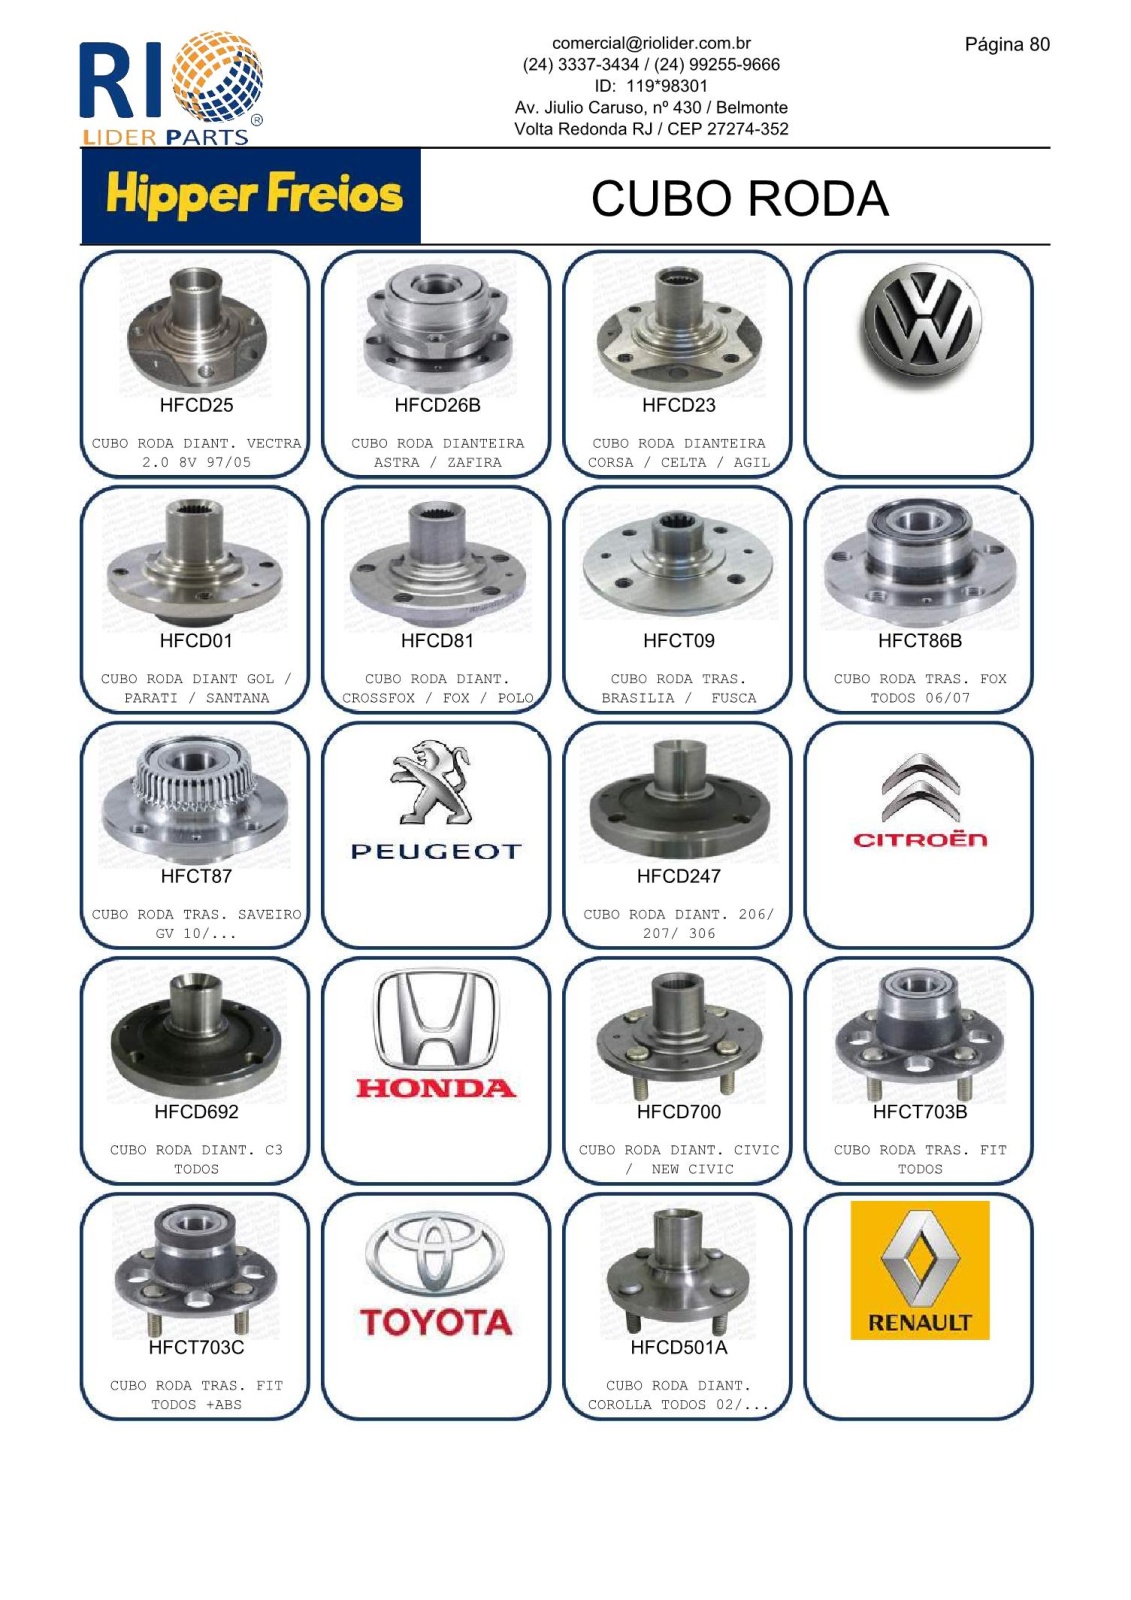 RIO
LIDER PARTS
®
comercial@riolider.com.br
(24) 3337-3434 / (24) 99255-9666
ID: 119*98301
Av. Jiulio Caruso, nº 430 / Belmonte
Volta Redonda RJ / CEP 27274-352
Página 80
Hipper Freios
CUBO RODA
HFCD25
CUBO RODA DIANT. VECTRA
2.0 8V 97/05
HFCD26B
CUBO RODA DIANTEIRA
ASTRA / ZAFIRA
HFCD23
CUBO RODA DIANTEIRA
CORSA / CELTA / AGIL
HFCD01
CUBO RODA DIANT GOL /
PARATI / SANTANA
HFCD81
CUBO RODA DIANT.
CROSSFOX / FOX / POLO
HFCT09
CUBO RODA TRAS.
BRASILIA / FUSCA
HFCT86B
CUBO RODA TRAS. FOX
TODOS 06/07
HFCT87
CUBO RODA TRAS. SAVEIRO
GV 10/...
PEUGEOT
HFCD247
CUBO RODA DIANT. 206/
207/ 306
CITROËN
HFCD692
CUBO RODA DIANT. C3
TODOS
HONDA
HFCD700
CUBO RODA DIANT. CIVIC
/ NEW CIVIC
HFCT703B
CUBO RODA TRAS. FIT
TODOS
HFCT703C
CUBO RODA TRAS. FIT
TODOS +ABS
TOYOTA
HFCD501A
CUBO RODA DIANT.
COROLLA TODOS 02/...
RENAULT